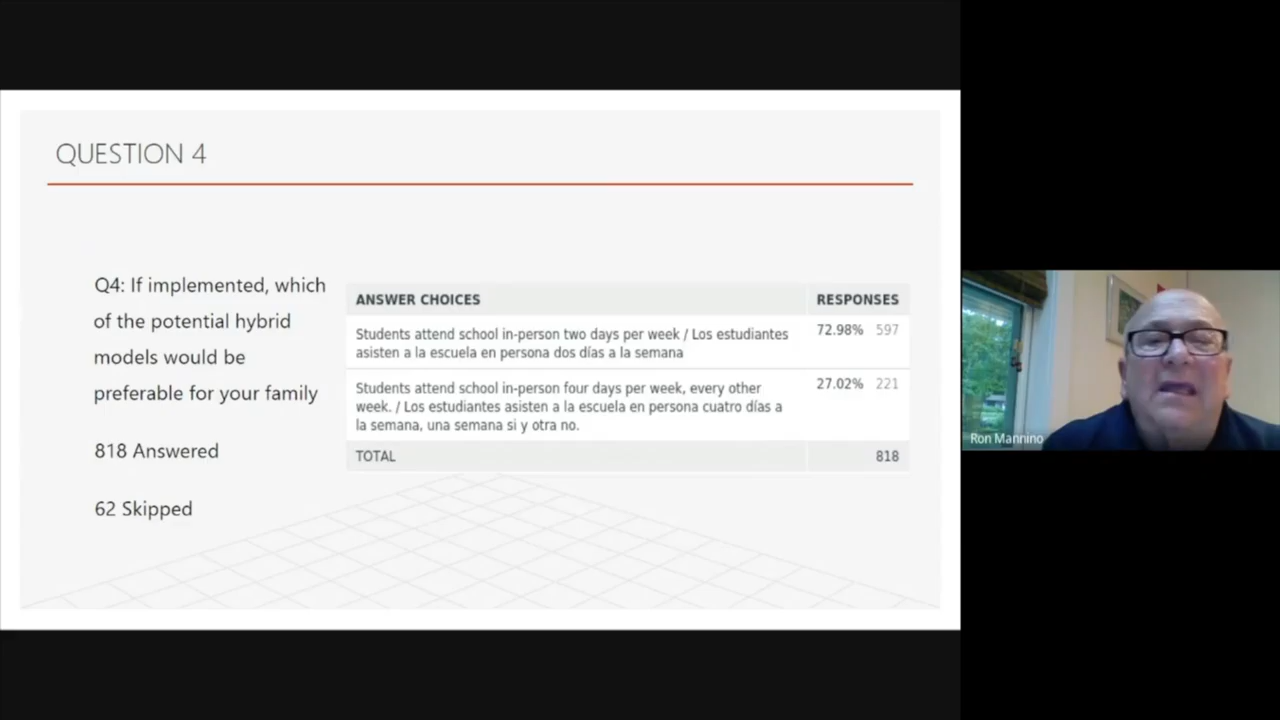 QUESTION 4
Q4: If implemented, which
of the potential hybrid
models would be
preferable for your family
818 Answered
62 Skipped
ANSWER CHOICES RESPONSES
Students attend school in-person two days per week / Los estudiantes 72.98% 597
asisten a la escuela en persona dos días a la semana
Students attend school in-person four days per week, every other 27.02% 221
week. / Los estudiantes asisten a la escuela en persona cuatro días a
la semana, una semana si y otra no.
TOTAL 818
Ron Mannino